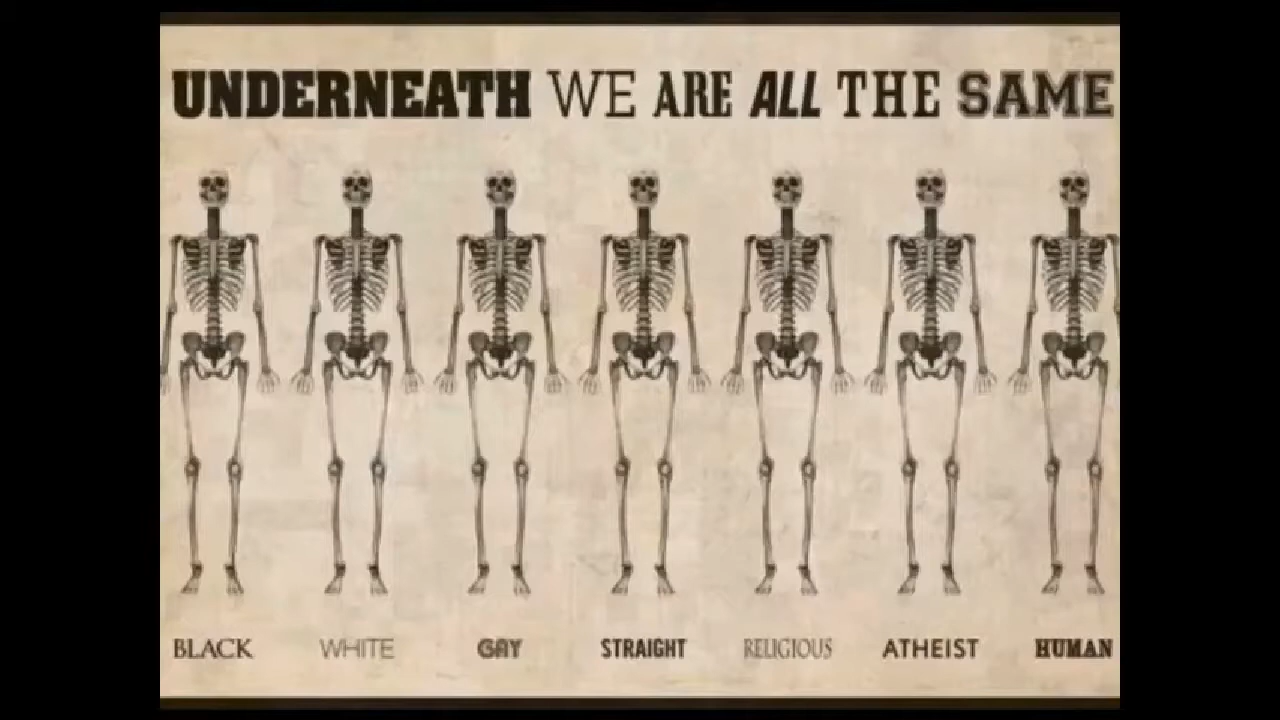 UNDERNEATH WE ARE ALL THE SAME
BLACK WHITE GAY STRAIGHT RELIGIOUS ATHEIST HUMAN